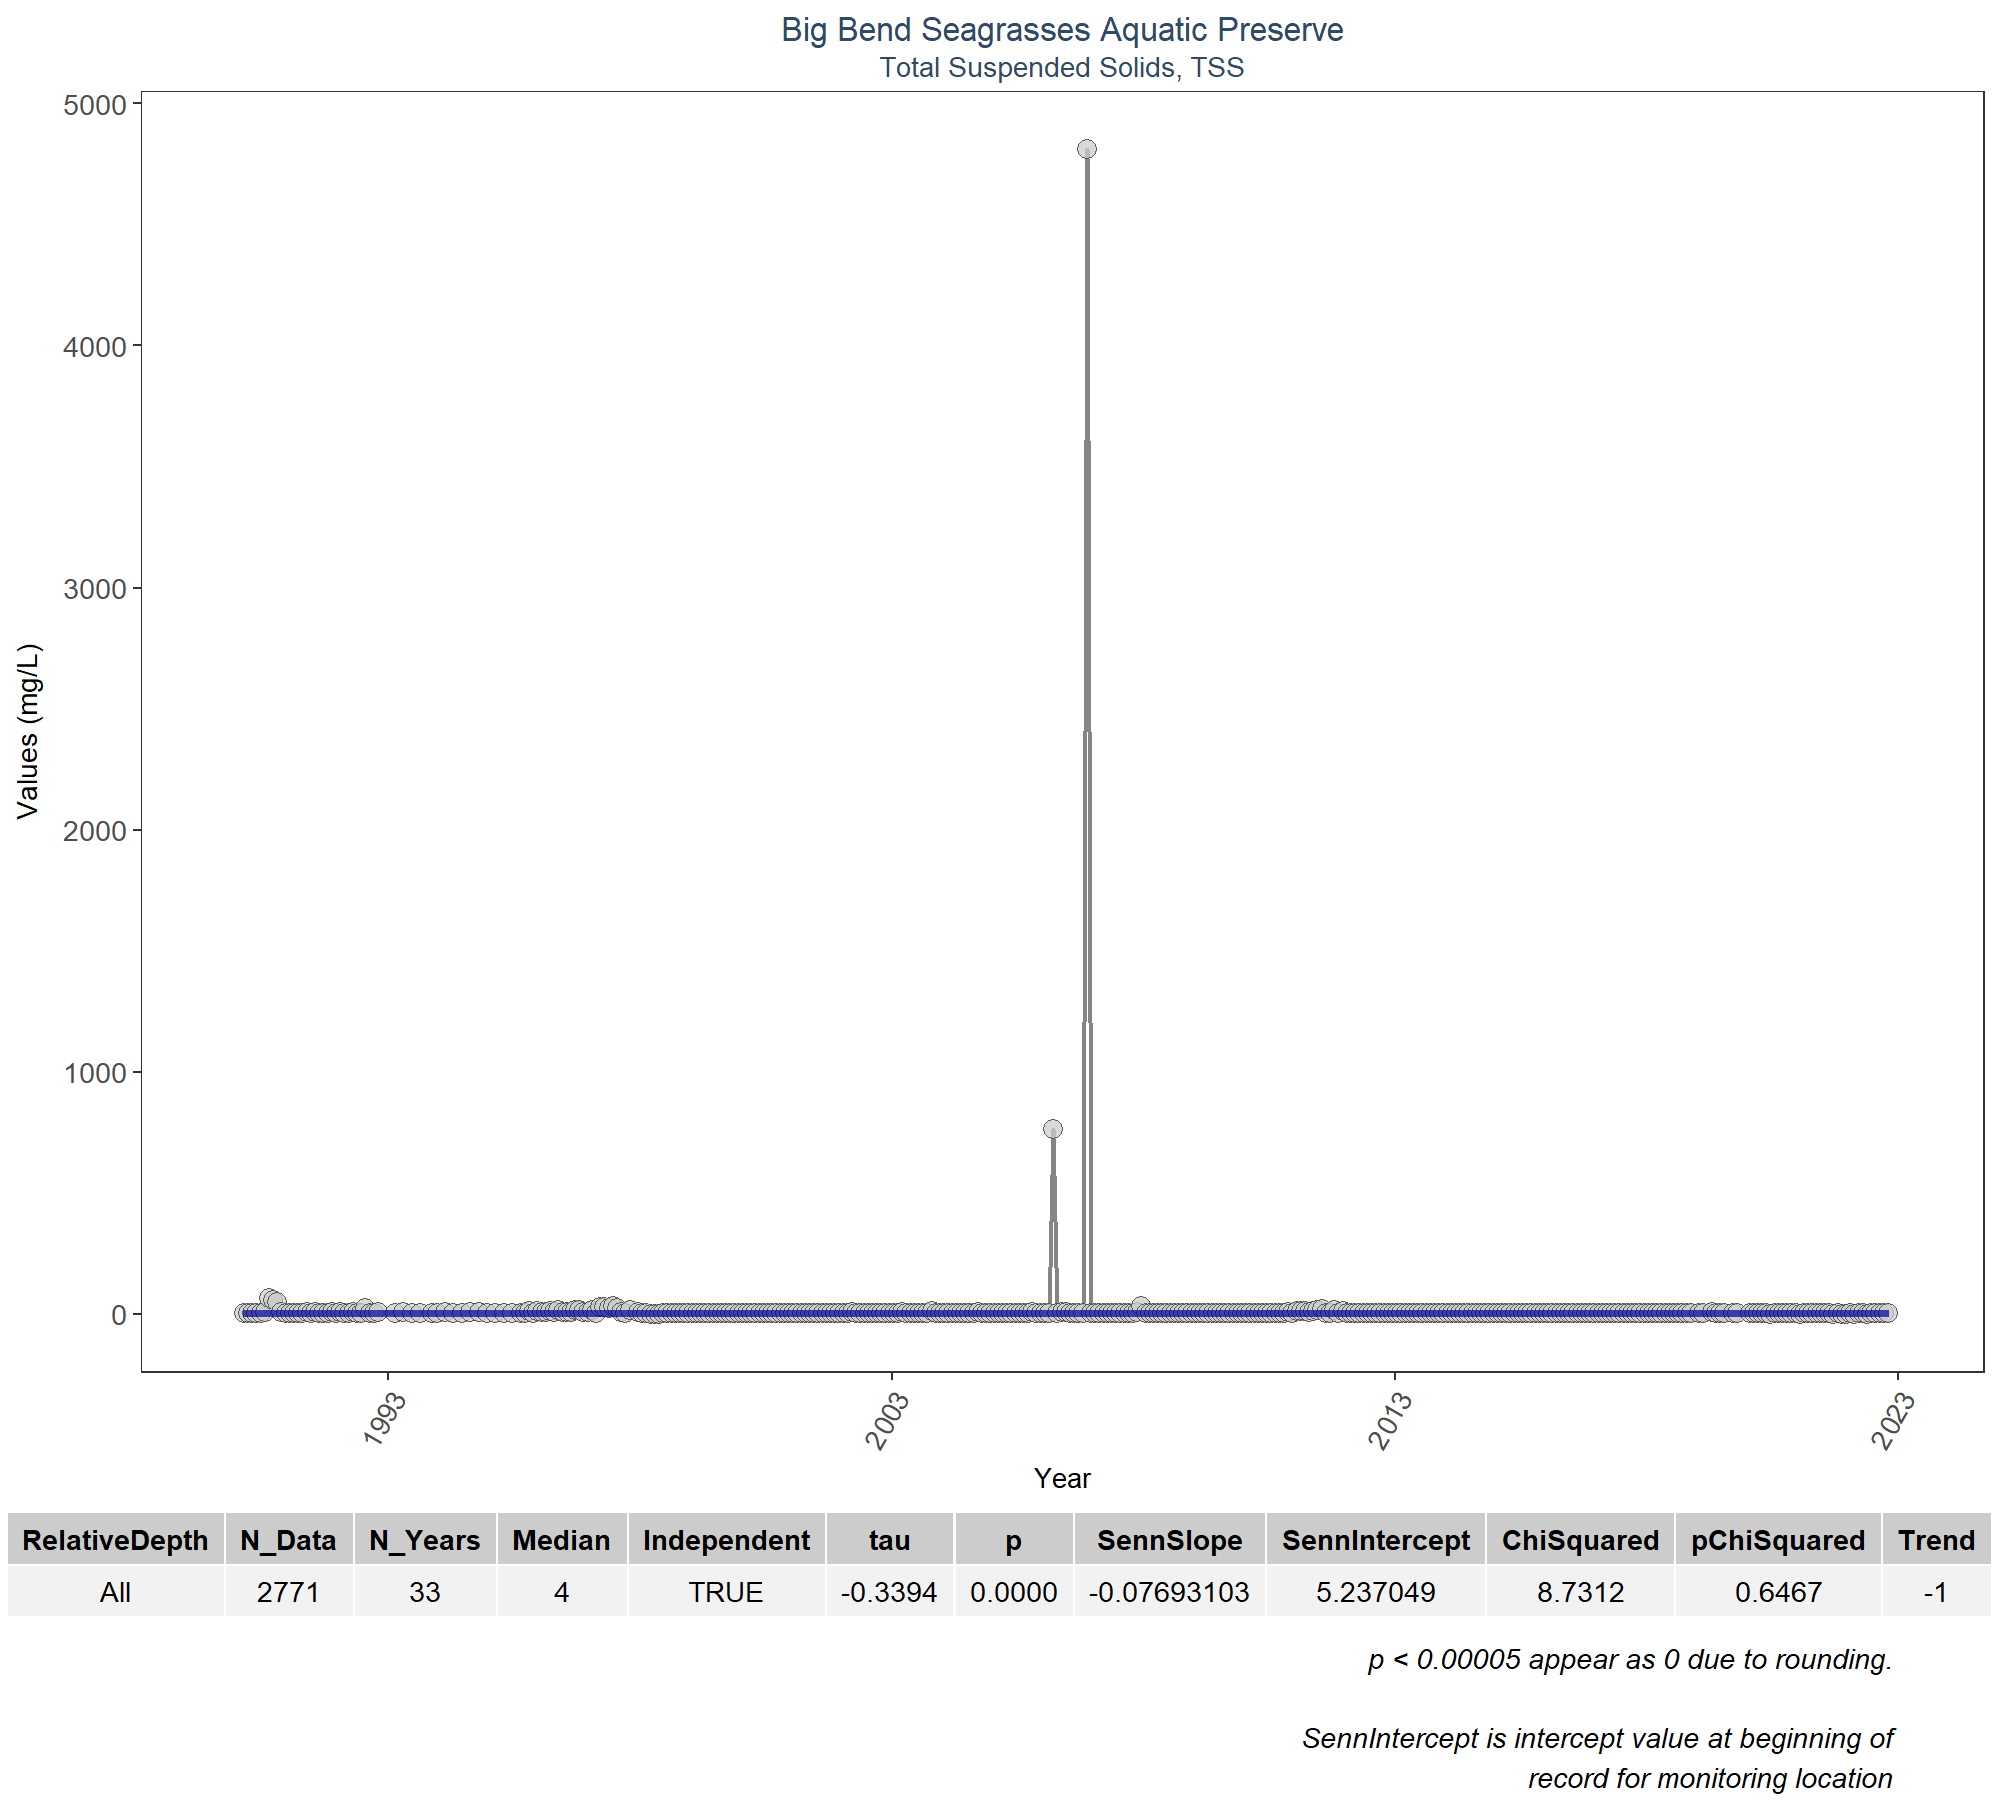 Big Bend Seagrasses Aquatic Preserve
Total Suspended Solids, TSS
5000
4000
3000
2000
1000
0
Values (mg/L)
1993
2003
2013
2023
Year
RelativeDepth N_Data N_Years Median Independent tau p SennSlope SennIntercept ChiSquared pChiSquared Trend
All 2771 33 4 TRUE -0.3394 0.0000 -0.07693103 5.237049 8.7312 0.6467 -1
p < 0.00005 appear as 0 due to rounding.
SennIntercept is intercept value at beginning of
record for monitoring location